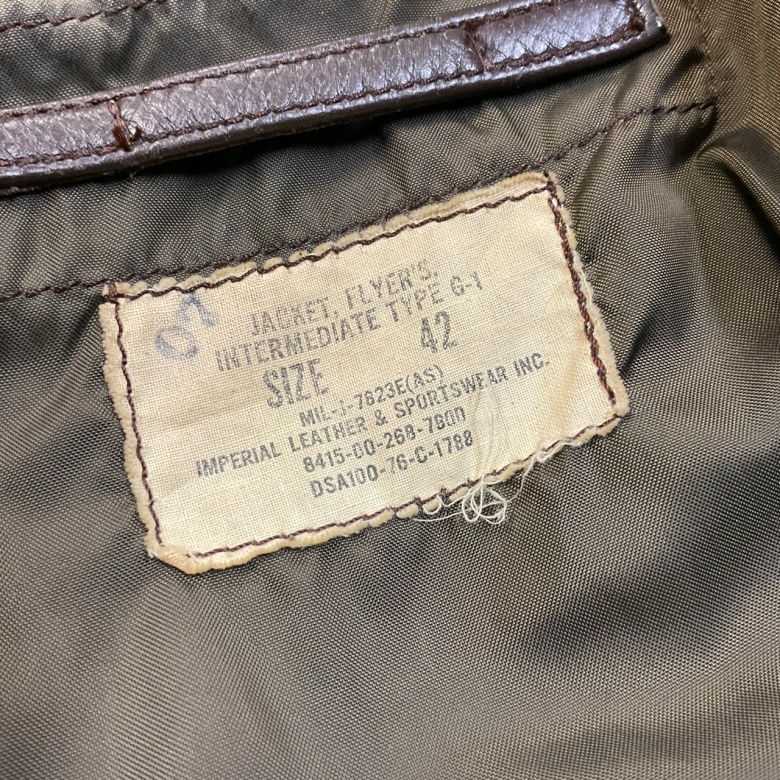 07
JACKET, FLYER'S,
INTERMEDIATE TYPE G-1
SIZE 42
MIL-J-7823E(AS)
IMPERIAL LEATHER & SPORTSWEAR INC.
8415-00-268-7800
DSA100-76-C-1788